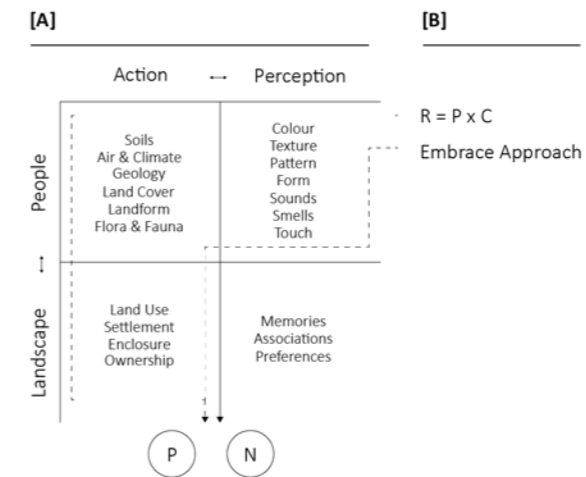 [A]
[B]
Action ↔ Perception
People ↔ Landscape
Soils
Air & Climate
Geology
Land Cover
Landform
Flora & Fauna
Colour
Texture
Pattern
Form
Sounds
Smells
Touch
R = P x C
Embrace Approach
Land Use
Settlement
Enclosure
Ownership
Memories
Associations
Preferences
P
N